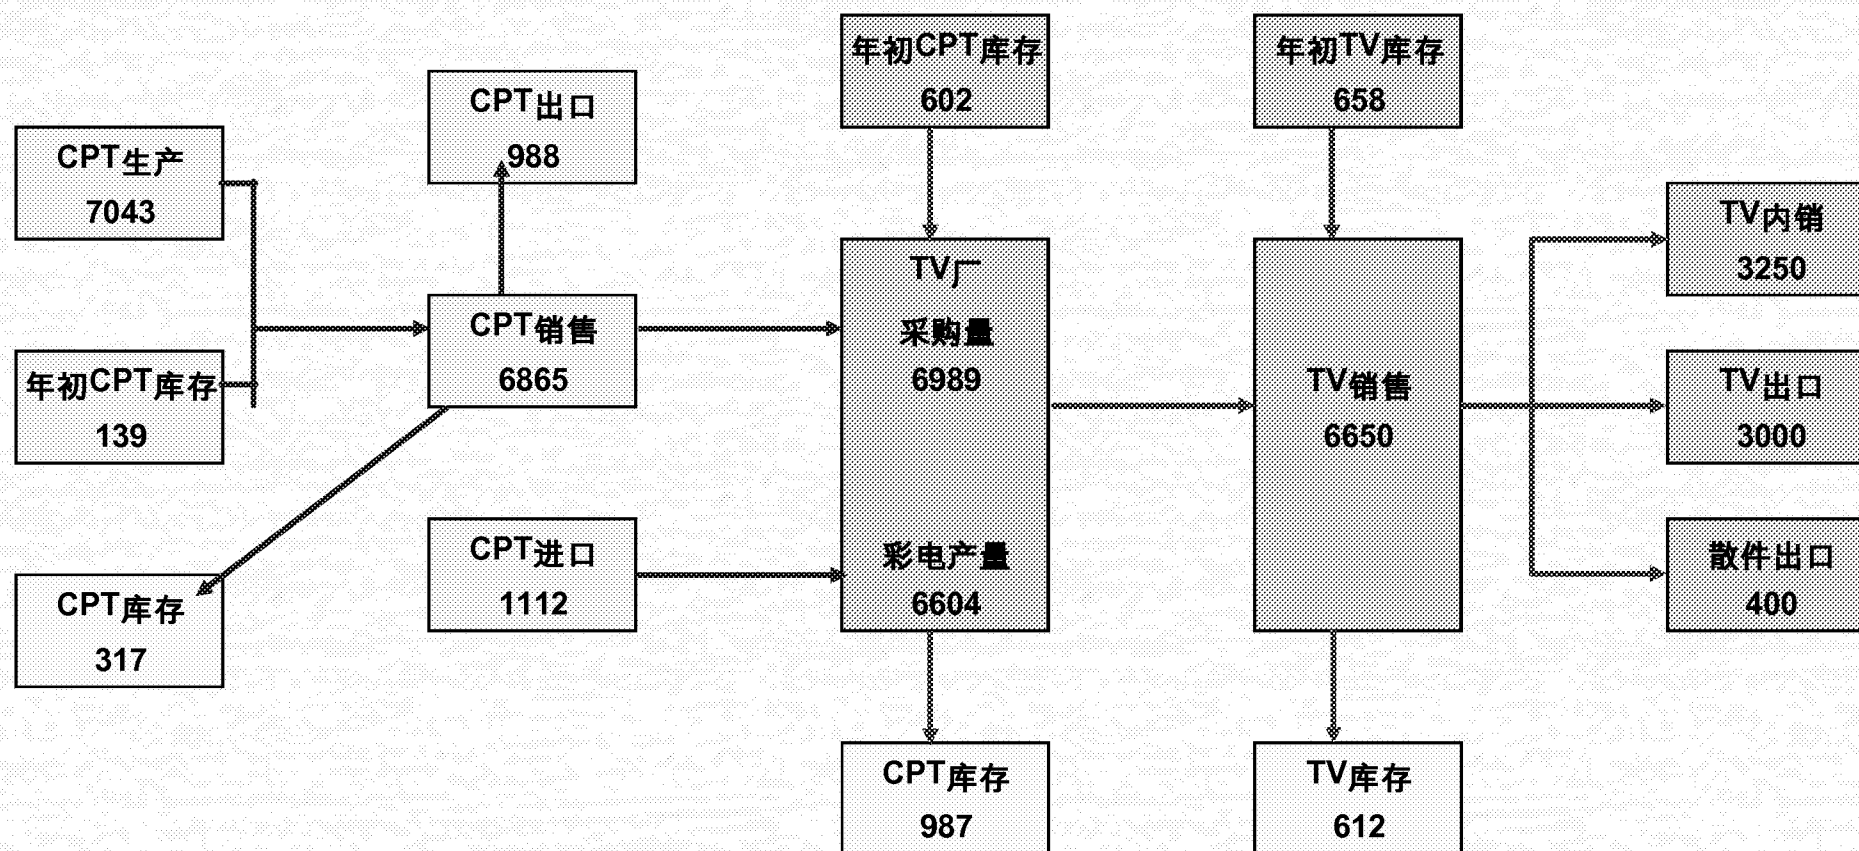 年初CPT库存
602
年初TV库存
658
CPT出口
988
CPT生产
7043
TV内销
3250
TV厂
采购量
6989
彩电产量
6604
CPT销售
6865
年初CPT库存
139
TV销售
6650
TV出口
3000
CPT进口
1112
散件出口
400
CPT库存
317
CPT库存
987
TV库存
612